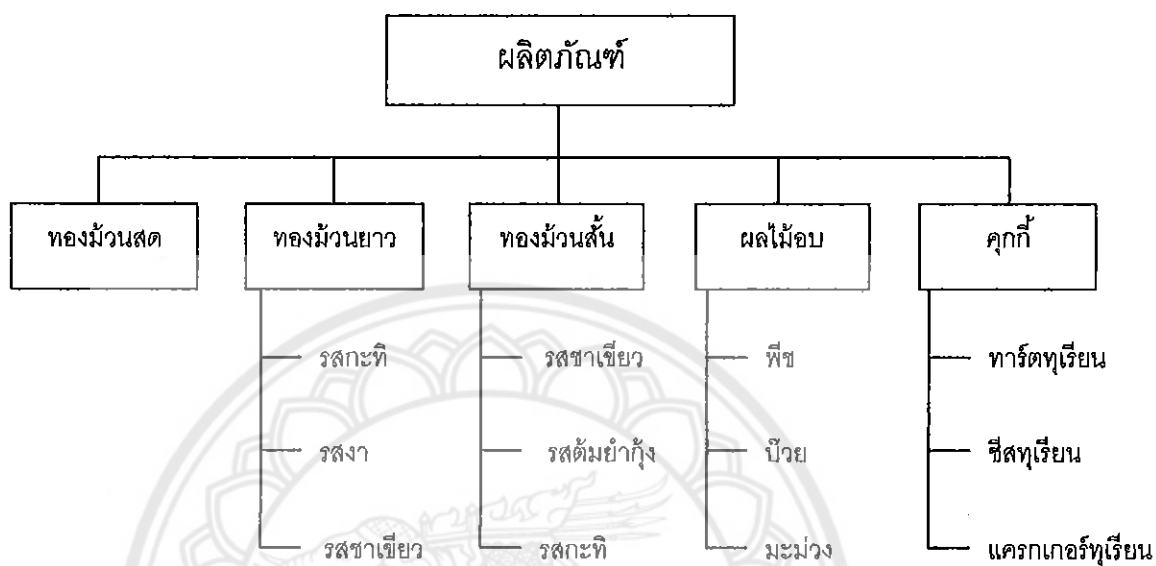 ผลิตภัณฑ์
ทองม้วนสด
ทองม้วนยาว
ทองม้วนสั้น
ผลไม้อบ
คุกกี้
รสกะทิ
รสชาเขียว
พีช
ทาร์ตทุเรียน
รสงา
รสต้มยำกุ้ง
บ๊วย
ชีสทุเรียน
รสชาเขียว
รสกะทิ
มะม่วง
แครกเกอร์ทุเรียน